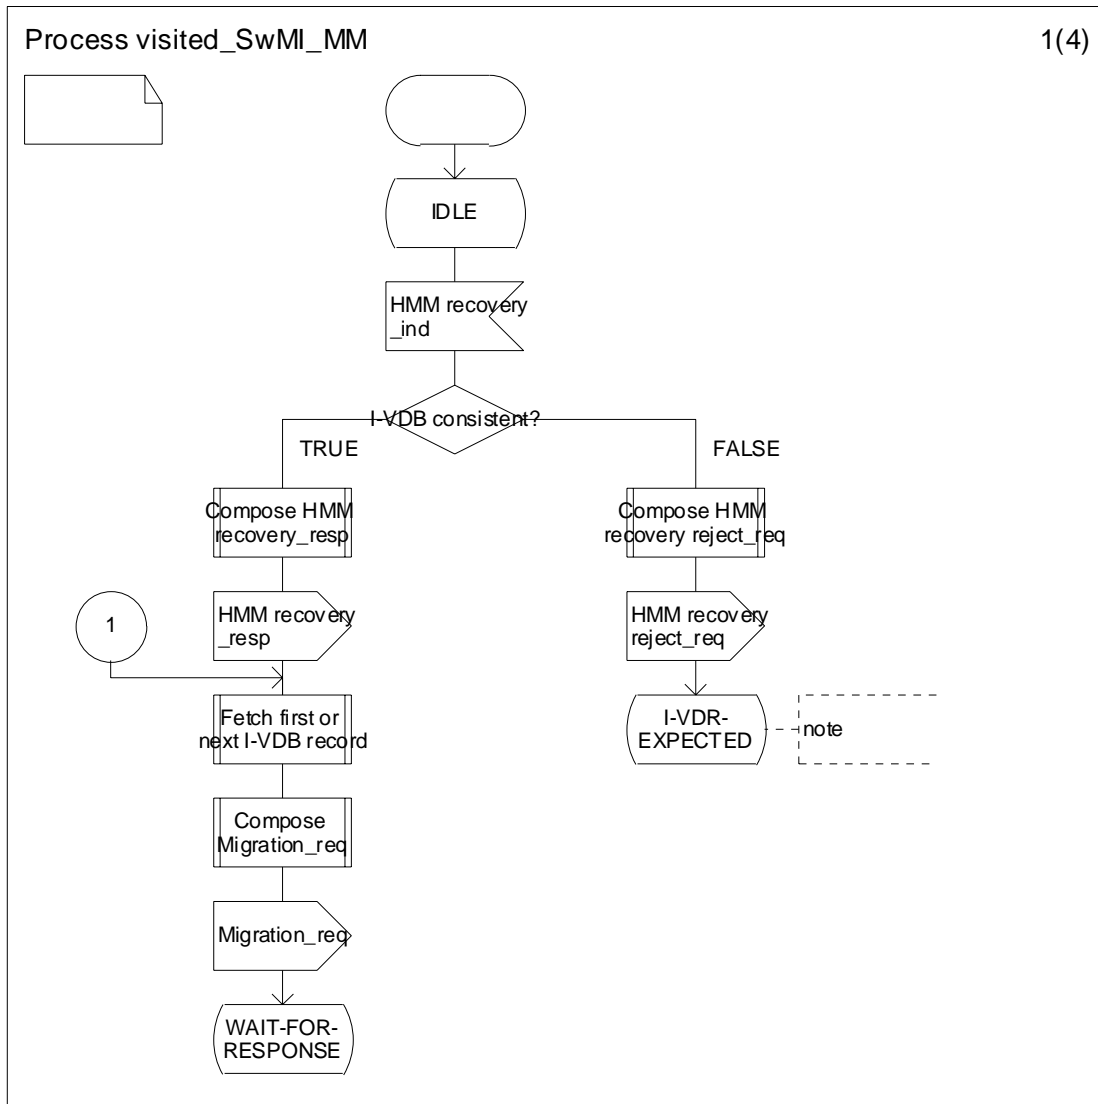 Process visited_SwMI_MM
1(4)
IDLE
HMM recovery
_ind
I-VDB consistent?
TRUE
FALSE
Compose HMM
recovery_resp
Compose HMM
recovery reject_req
1
HMM recovery
_resp
HMM recovery
reject_req
Fetch first or
next I-VDB record
I-VDR-
EXPECTED
note
Compose
Migration_req
Migration_req
WAIT-FOR-
RESPONSE